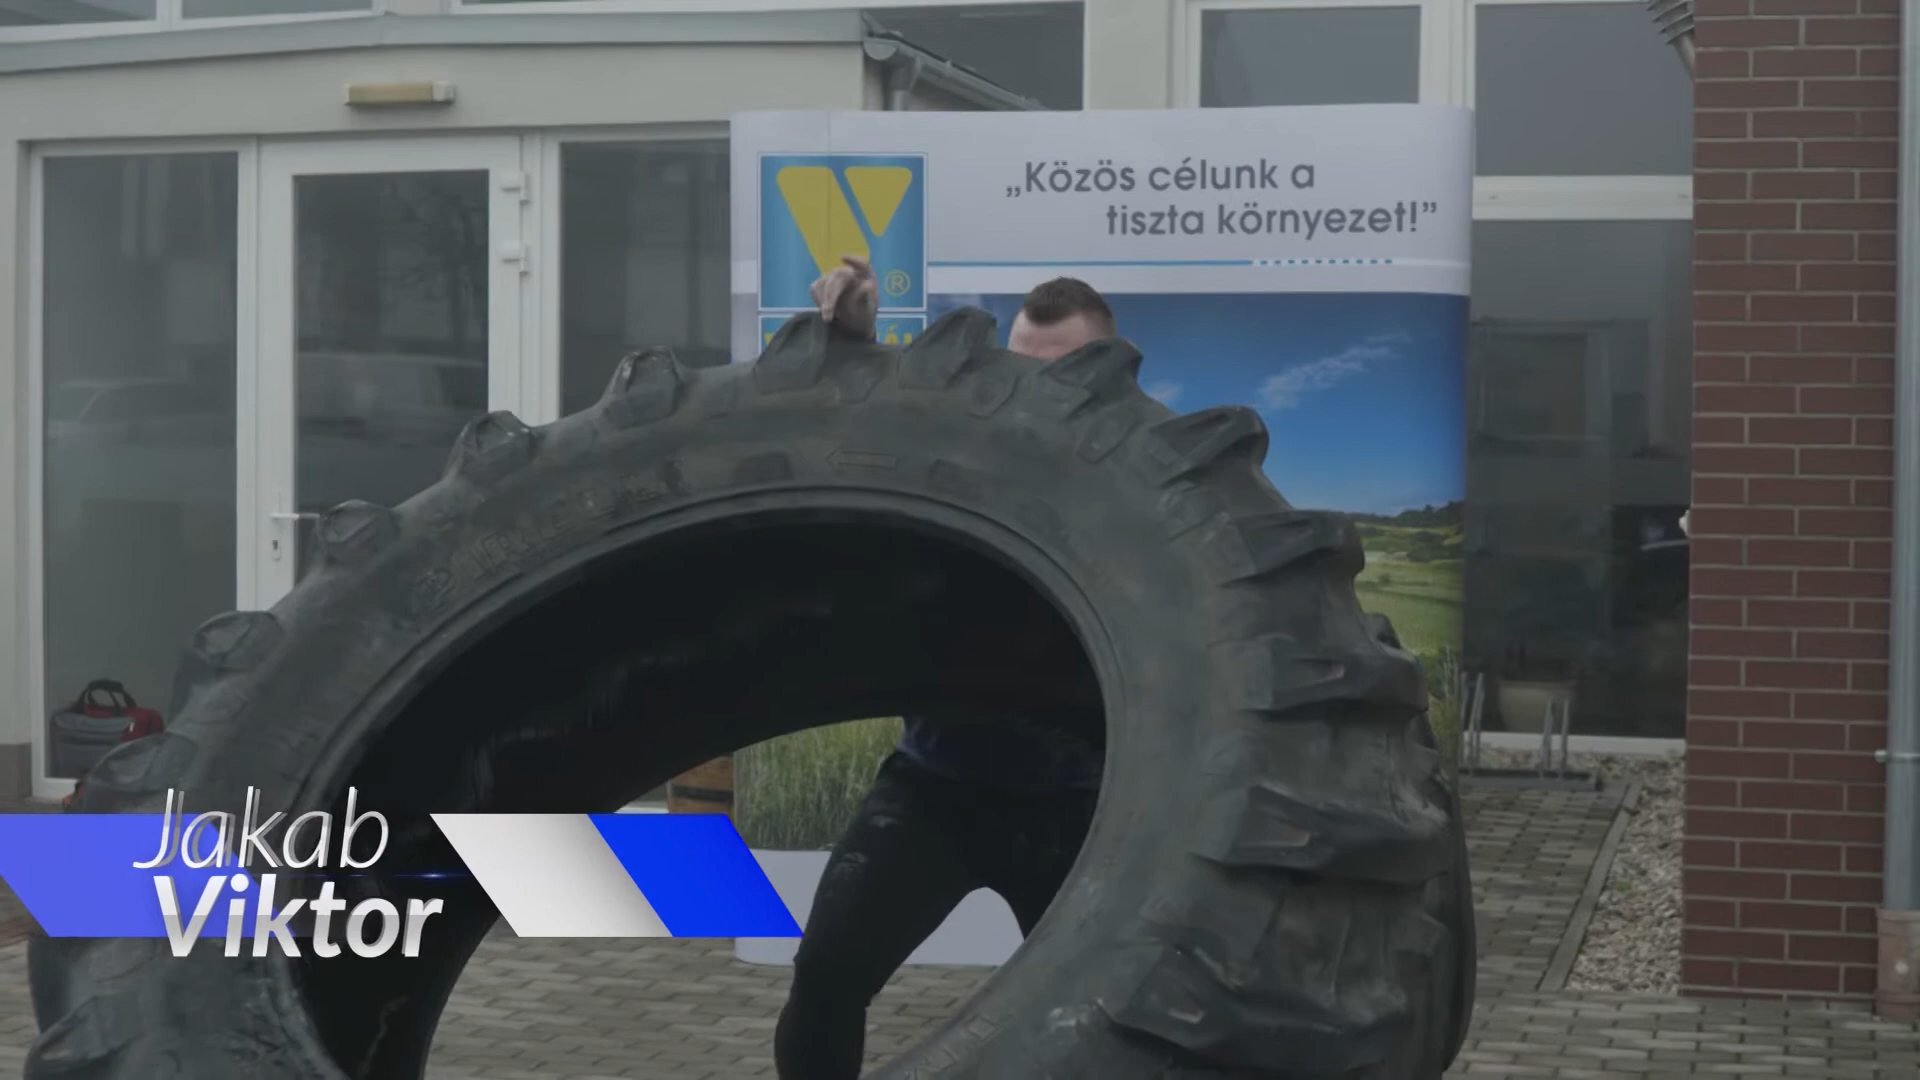 „Közös célunk a
tiszta környezet!”
®
Jakab
Viktor